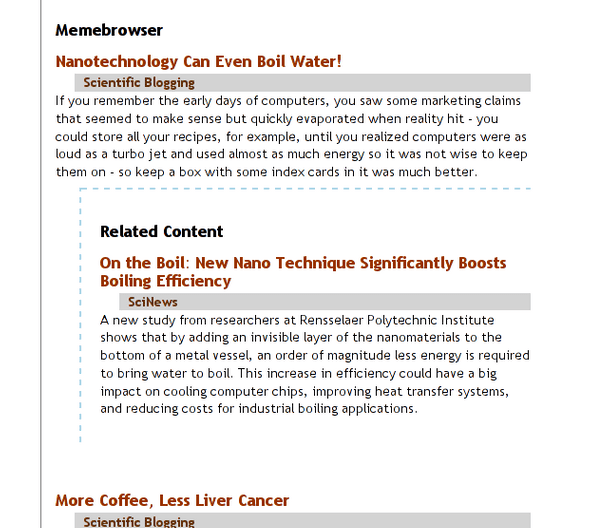 Memebrowser
Nanotechnology Can Even Boil Water!
Scientific Blogging
If you remember the early days of computers, you saw some marketing claims
that seemed to make sense but quickly evaporated when reality hit - you
could store all your recipes, for example, until you realized computers were as
loud as a turbo jet and used almost as much energy so it was not wise to keep
them on - so keep a box with some index cards in it was much better.
Related Content
On the Boil: New Nano Technique Significantly Boosts
Boiling Efficiency
SciNews
A new study from researchers at Rensselaer Polytechnic Institute
shows that by adding an invisible layer of the nanomaterials to the
bottom of a metal vessel, an order of magnitude less energy is required
to bring water to boil. This increase in efficiency could have a big
impact on cooling computer chips, improving heat transfer systems,
and reducing costs for industrial boiling applications.
More Coffee, Less Liver Cancer
Scientific Blogging